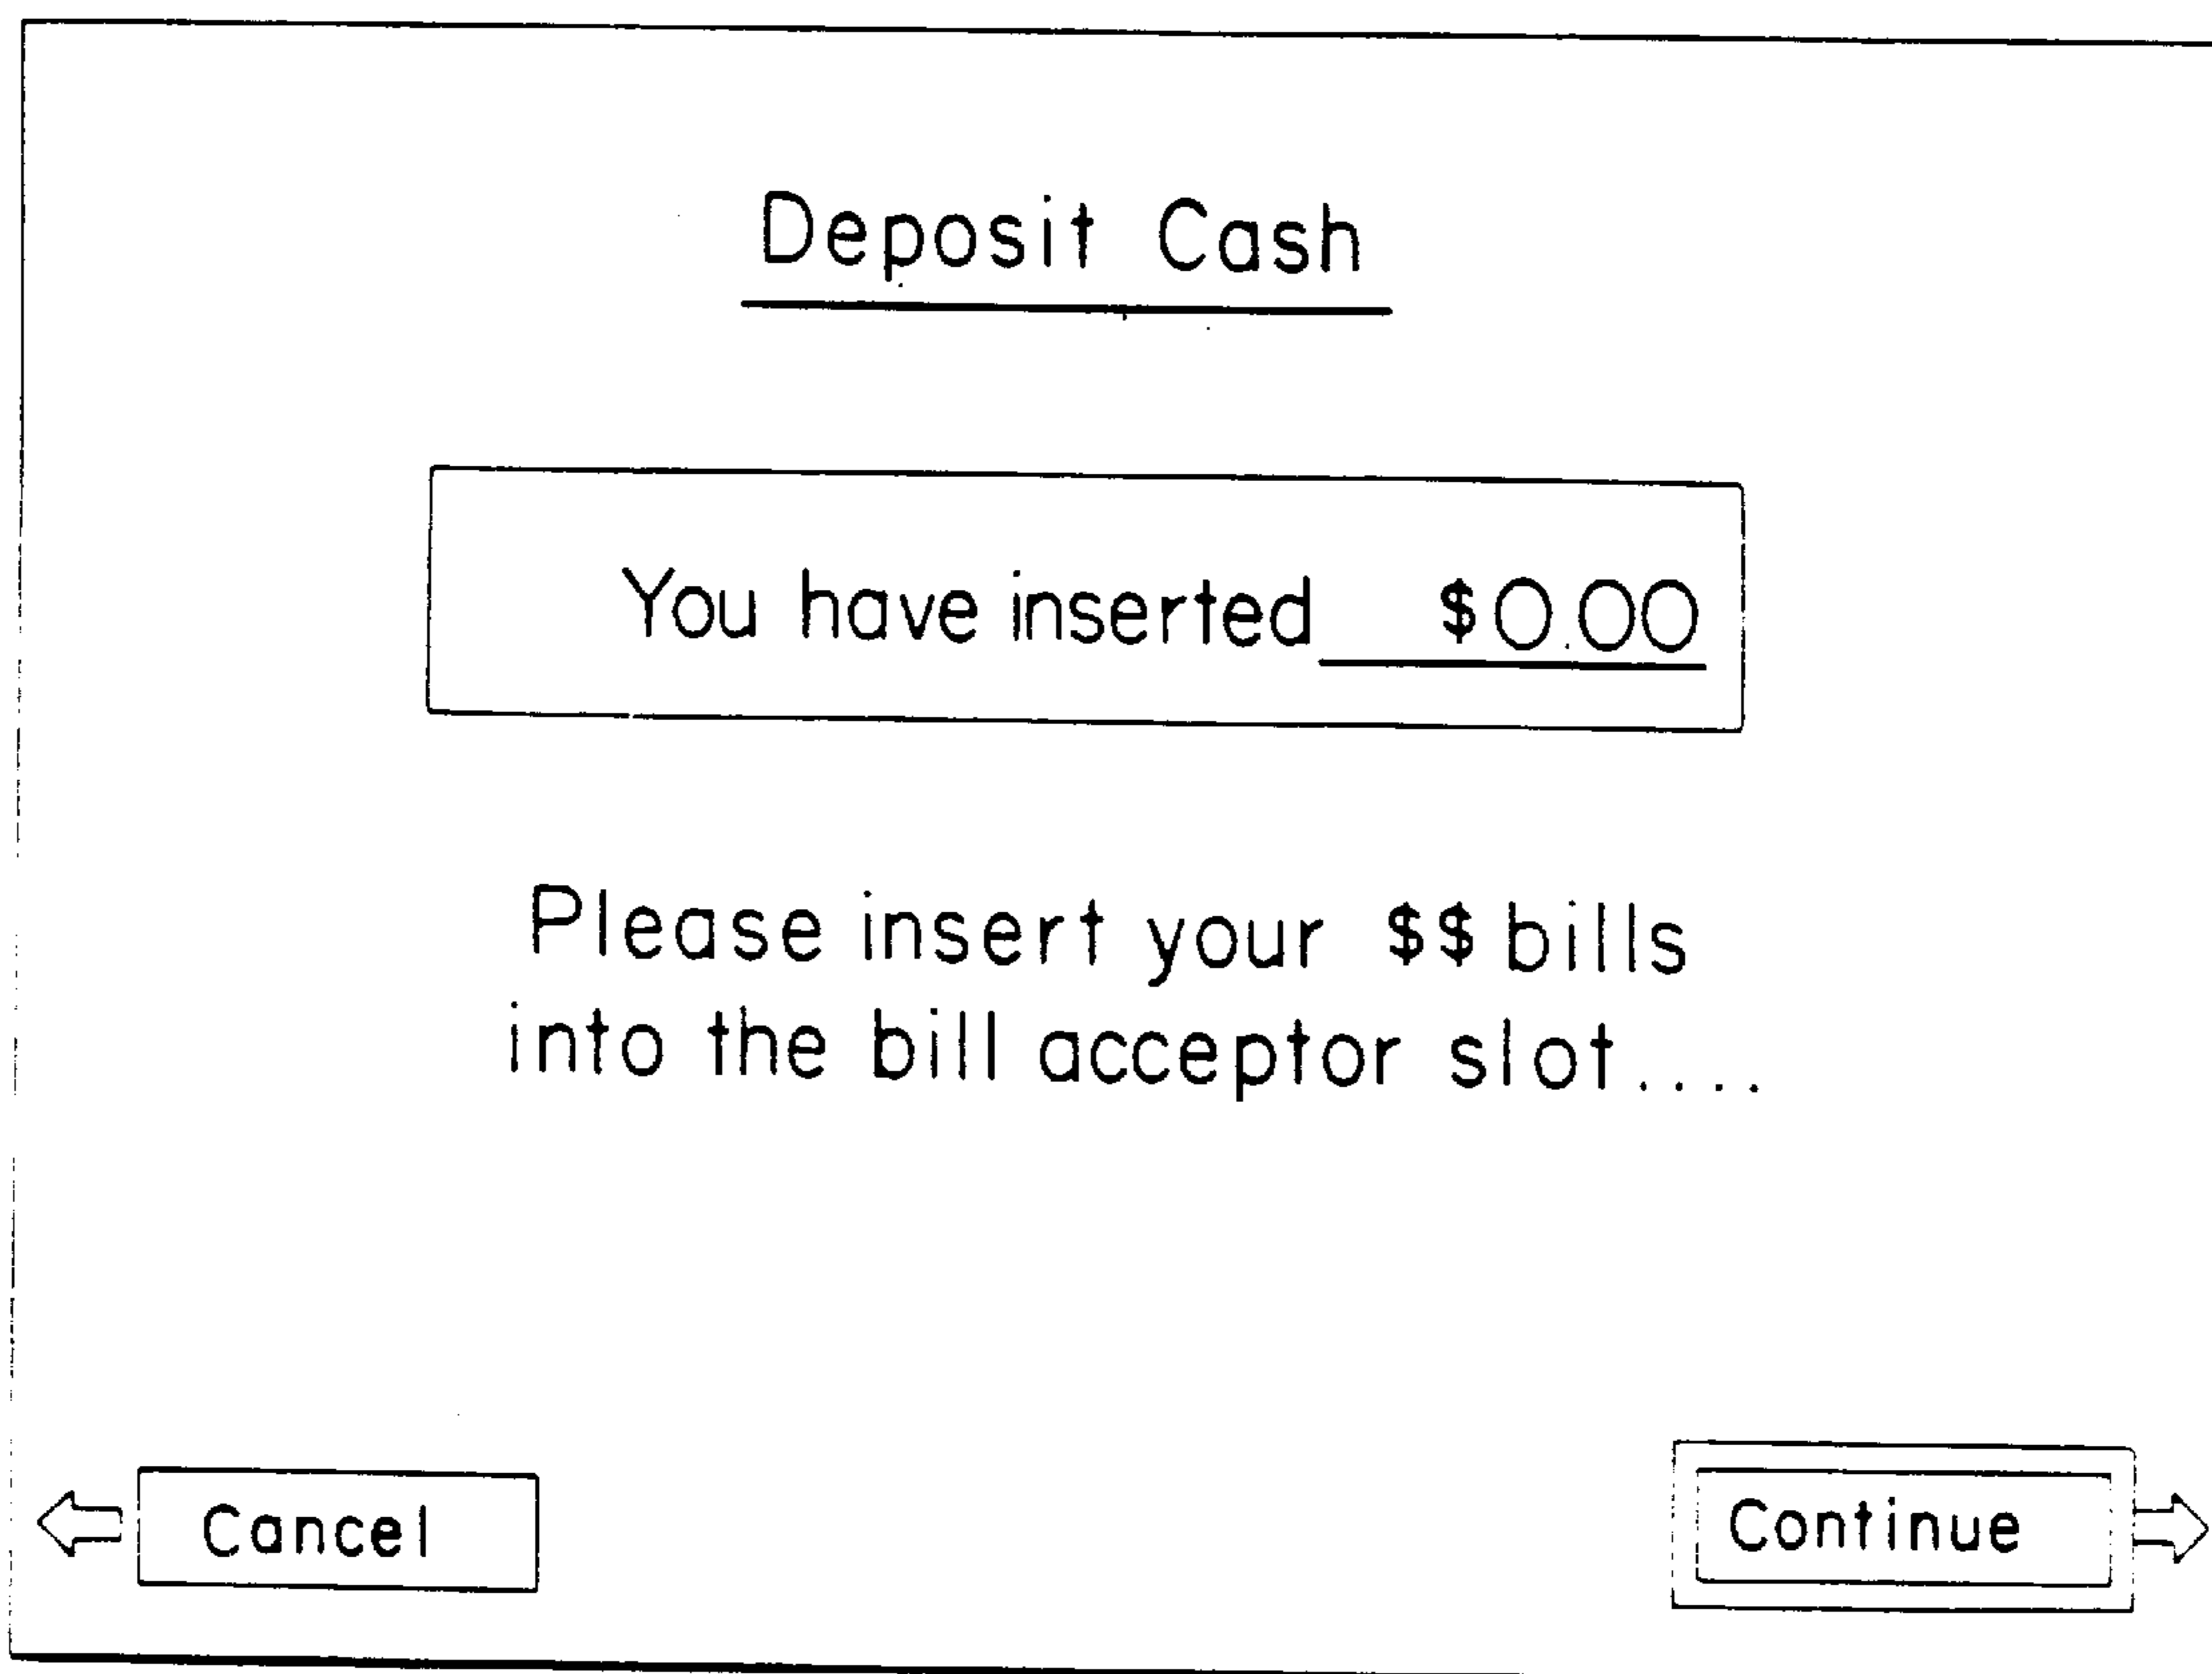 Deposit Cash
You have inserted $0.00
Please insert your $$ bills
into the bill acceptor slot....
Cancel
Continue